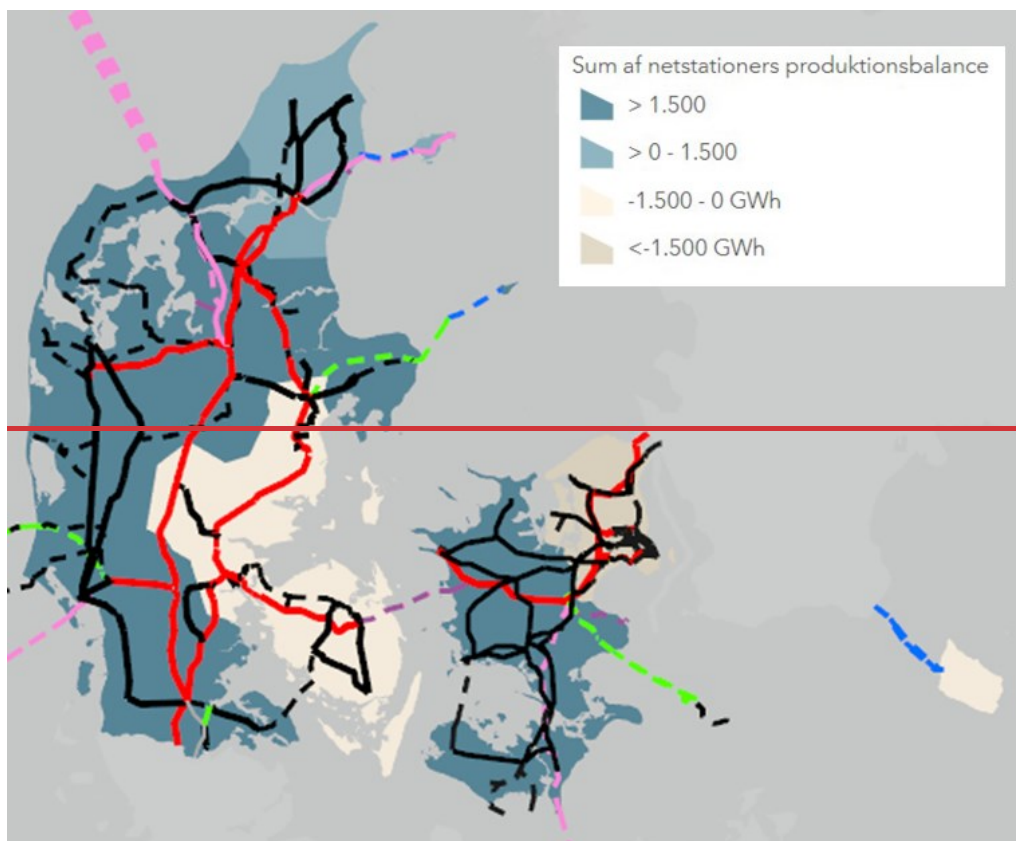 Sum af netstationers produktionsbalance
> 1.500
> 0 - 1.500
-1.500 - 0 GWh
<-1.500 GWh